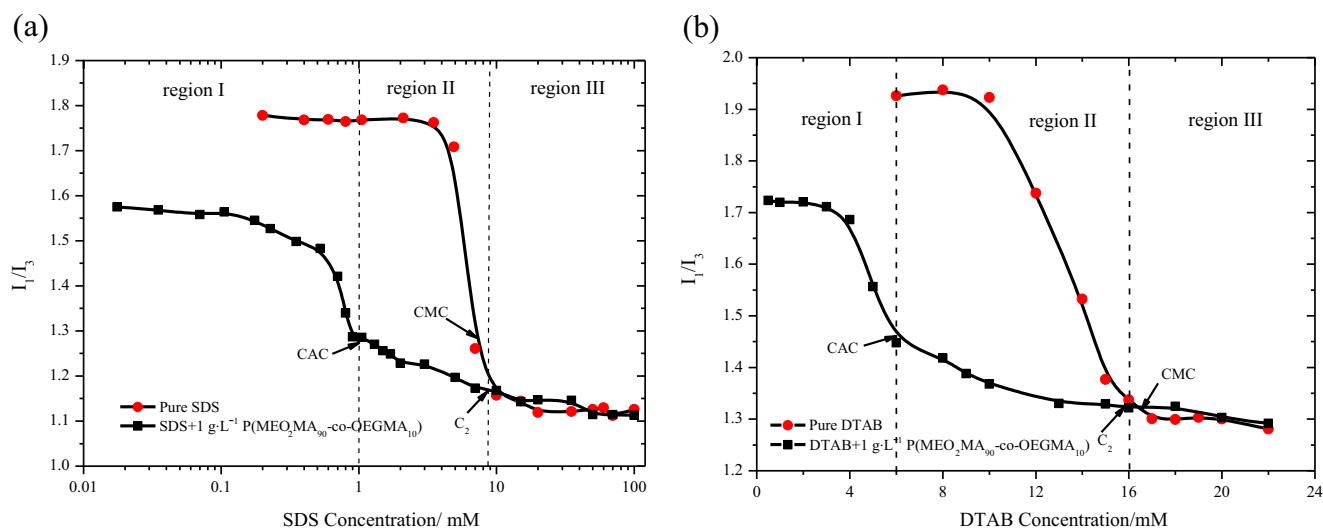 (a)
region I
region II
region III
1.9
1.8
1.7
1.6
1.5
1.4
1.3
1.2
1.1
1.0
I₁/I₃
CMC
CAC
C₂
Pure SDS
SDS+1 g·L⁻¹ P(MEO₂MA₉₀-co-OEGMA₁₀)
0.01
0.1
1
10
100
SDS Concentration/ mM
(b)
region I
region II
region III
2.0
1.9
1.8
1.7
1.6
1.5
1.4
1.3
1.2
I₁/I₃
CAC
CMC
C₂
Pure DTAB
DTAB+1 g·L⁻¹ P(MEO₂MA₉₀-co-OEGMA₁₀)
0
4
8
12
16
20
24
DTAB Concentration/mM